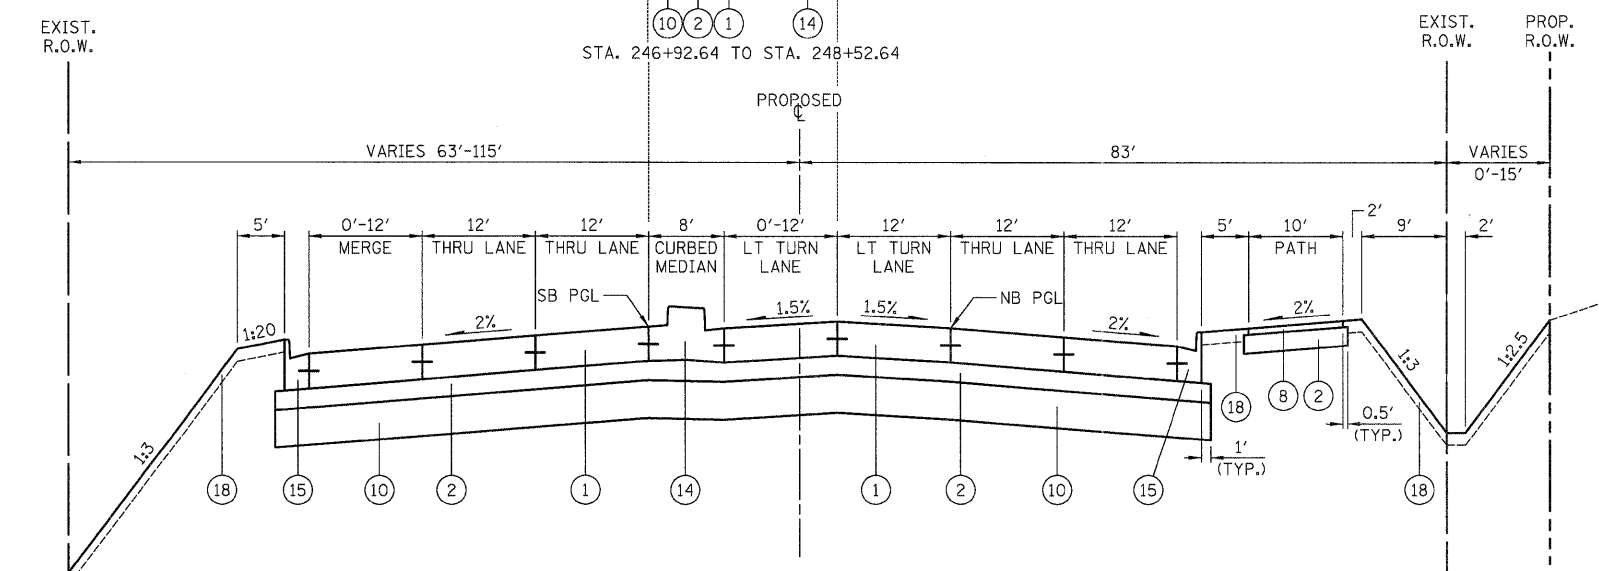 10 2 1 14
STA. 246+92.64 TO STA. 248+52.64
EXIST.
R.O.W.
EXIST.
R.O.W.
PROP.
R.O.W.
PROPOSED
℄
VARIES 63'-115'
83'
VARIES
0'-15'
5'
0'-12'
MERGE
12'
THRU LANE
12'
THRU LANE
8'
CURBED
MEDIAN
0'-12'
LT TURN
LANE
12'
LT TURN
LANE
12'
THRU LANE
12'
THRU LANE
5'
10'
PATH
2'
9'
2'
SB PGL
NB PGL
1:20
2%
1.5%
1.5%
2%
2%
1:3
1:3
1:2.5
18
8
2
0.5'
(TYP.)
1'
(TYP.)
18
15
10
2
1
14
1
2
10
15
18